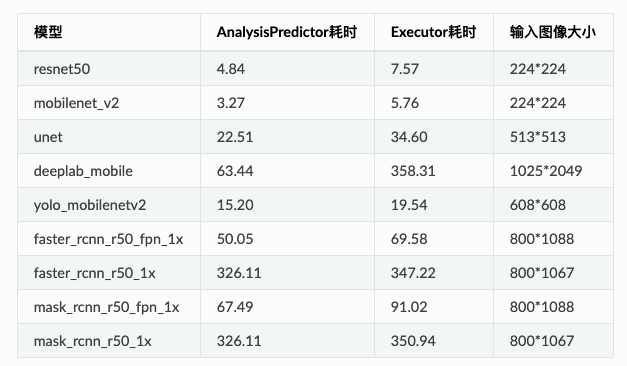 模型 AnalysisPredictor耗时 Executor耗时 输入图像大小
resnet50 4.84 7.57 224*224
mobilenet_v2 3.27 5.76 224*224
unet 22.51 34.60 513*513
deeplab_mobile 63.44 358.31 1025*2049
yolo_mobilenetv2 15.20 19.54 608*608
faster_rcnn_r50_fpn_1x 50.05 69.58 800*1088
faster_rcnn_r50_1x 326.11 347.22 800*1067
mask_rcnn_r50_fpn_1x 67.49 91.02 800*1088
mask_rcnn_r50_1x 326.11 350.94 800*1067